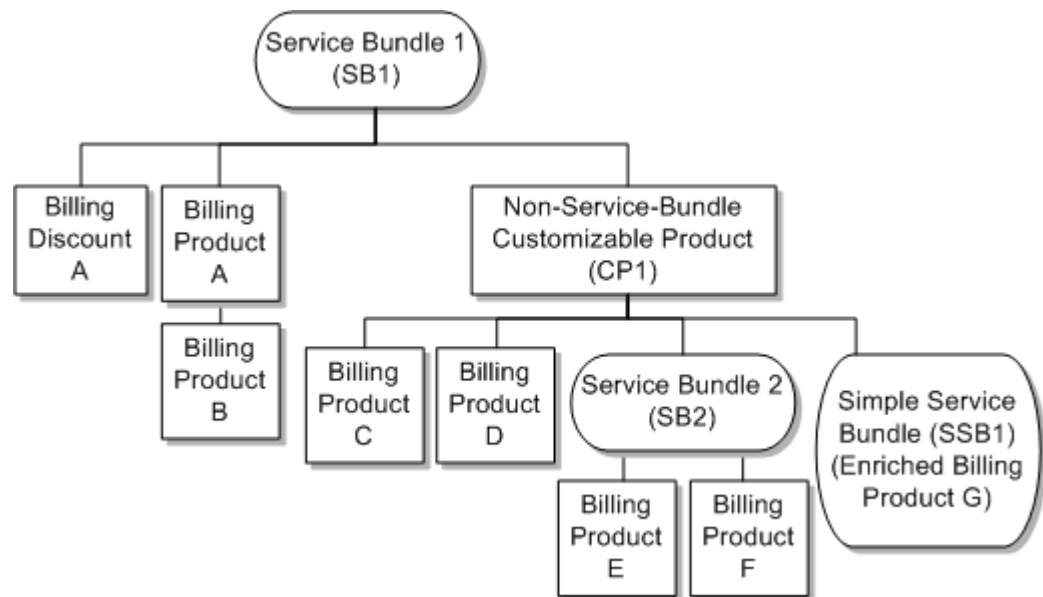 Service Bundle 1
(SB1)
Billing
Discount
A
Billing
Product
A
Non-Service-Bundle
Customizable Product
(CP1)
Billing
Product
B
Billing
Product
C
Billing
Product
D
Service Bundle 2
(SB2)
Simple Service
Bundle (SSB1)
(Enriched Billing
Product G)
Billing
Product
E
Billing
Product
F